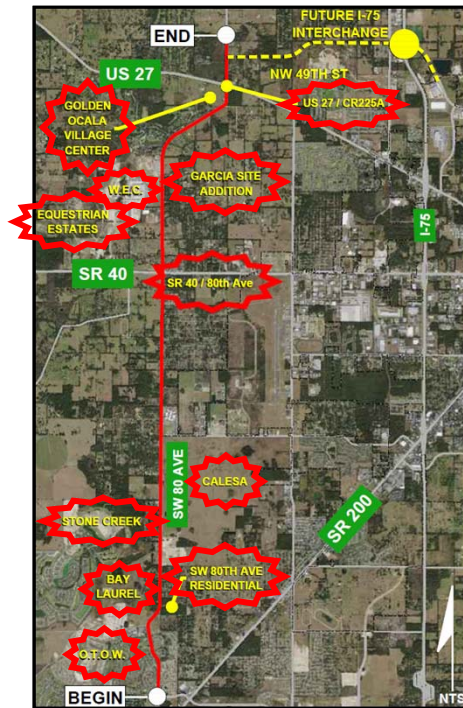 END
FUTURE I-75
INTERCHANGE
US 27
NW 49TH ST
GOLDEN
OCALA
VILLAGE
CENTER
US 27 / CR225A
W.E.C.
GARCIA SITE
ADDITION
EQUESTRIAN
ESTATES
I-75
SR 40
SR 40 / 80th Ave
SW 80 AVE
CALESA
SR 200
STONE CREEK
BAY
LAUREL
SW 80TH AVE
RESIDENTIAL
O.T.O.W.
BEGIN
NTS